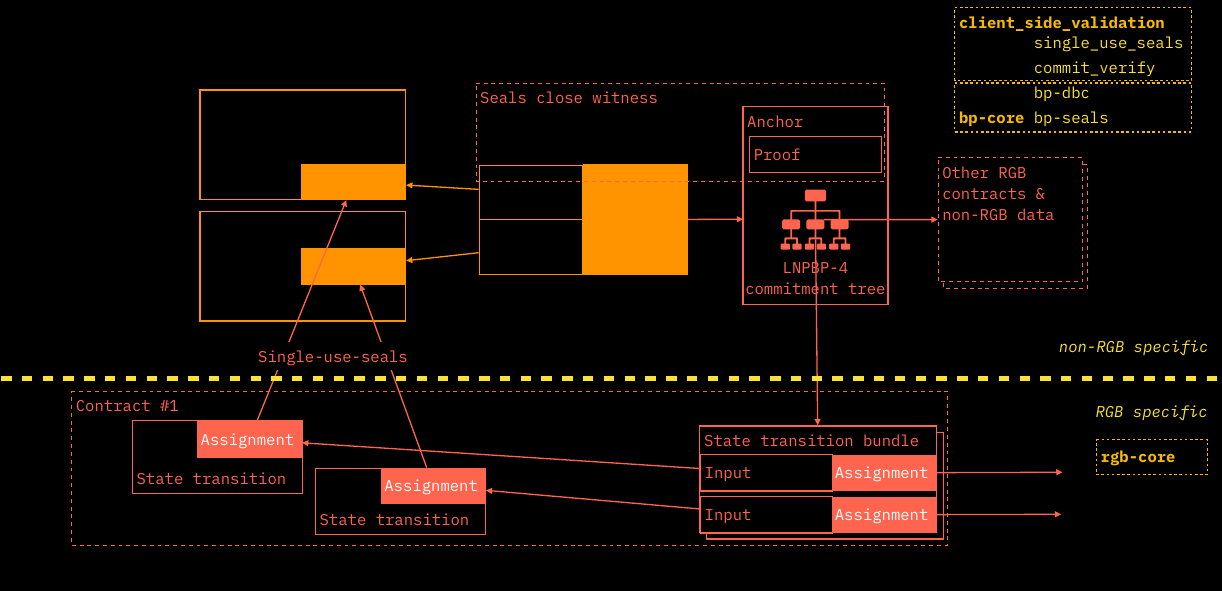 client_side_validation
single_use_seals
commit_verify
bp-dbc
bp-core bp-seals
Seals close witness
Anchor
Proof
Other RGB
contracts &
non-RGB data
LNPBP-4
commitment tree
non-RGB specific
Single-use-seals
RGB specific
Contract #1
rgb-core
Assignment
State transition
Assignment
State transition
State transition bundle
Input
Assignment
Input
Assignment